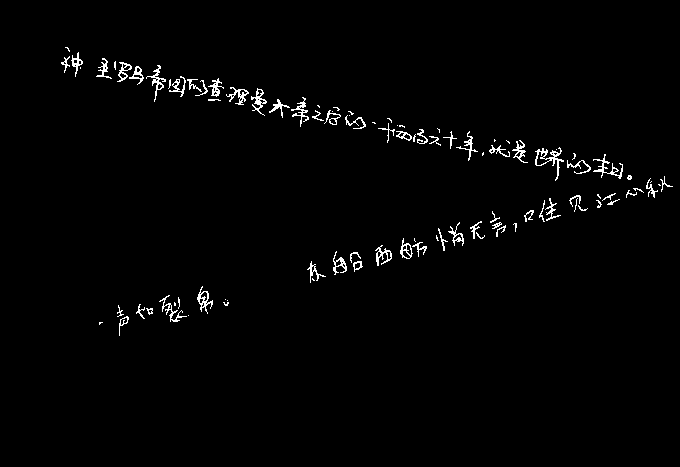 神圣罗马帝国的查理曼大帝之后的一千两百六十年,就是世界的末日。
东船西舫悄无言,唯见江心秋
一声如裂帛。